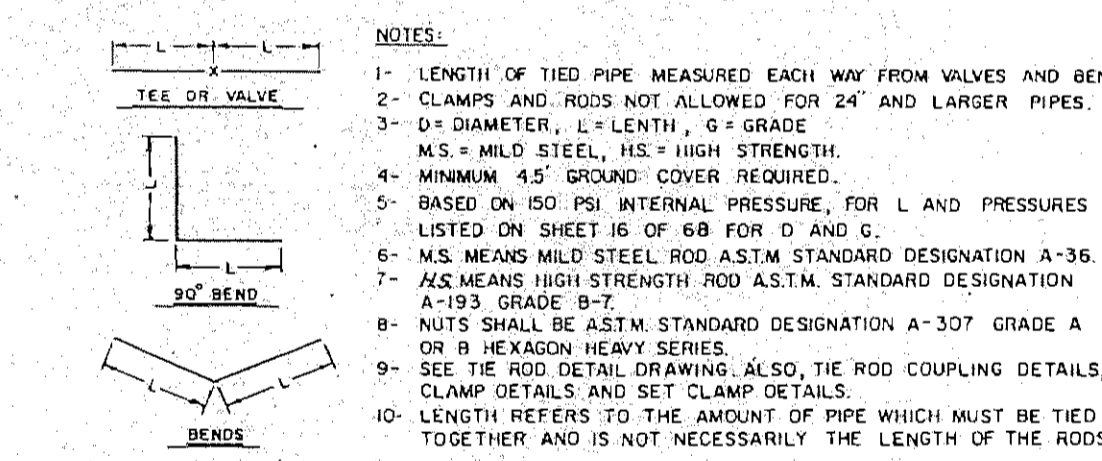 L L
X
TEE OR VALVE
L
L
90° BEND
L L
BENDS
NOTES:
1- LENGTH OF TIED PIPE MEASURED EACH WAY FROM VALVES AND BEN
2- CLAMPS AND RODS NOT ALLOWED FOR 24" AND LARGER PIPES.
3- D = DIAMETER, L = LENTH, G = GRADE
M.S. = MILD STEEL, H.S. = HIGH STRENGTH.
4- MINIMUM 4.5' GROUND COVER REQUIRED.
5- BASED ON 150 PSI INTERNAL PRESSURE, FOR L AND PRESSURES
LISTED ON SHEET 16 OF 68 FOR D AND G.
6- M.S. MEANS MILD STEEL ROD A.S.T.M STANDARD DESIGNATION A-36.
7- H.S. MEANS HIGH STRENGTH ROD A.S.T.M. STANDARD DESIGNATION
A-193 GRADE B-7.
8- NUTS SHALL BE A.S.T.M. STANDARD DESIGNATION A-307 GRADE A
OR B HEXAGON HEAVY SERIES.
9- SEE TIE ROD DETAIL DRAWING. ALSO, TIE ROD COUPLING DETAILS,
CLAMP DETAILS AND SET CLAMP DETAILS.
10- LENGTH REFERS TO THE AMOUNT OF PIPE WHICH MUST BE TIED
TOGETHER AND IS NOT NECESSARILY THE LENGTH OF THE RODS